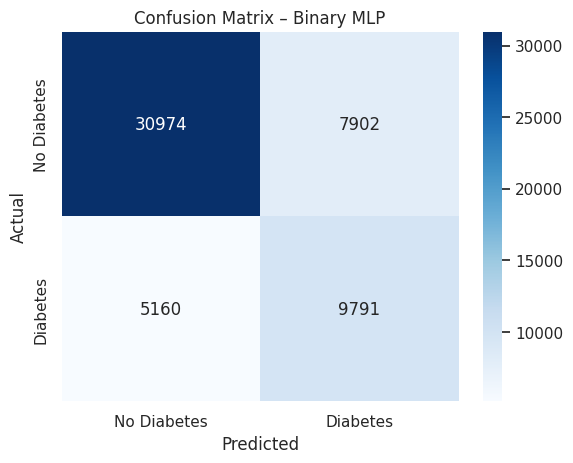 Confusion Matrix – Binary MLP
No Diabetes
Diabetes
Actual
30974
7902
5160
9791
No Diabetes
Diabetes
Predicted
30000
25000
20000
15000
10000